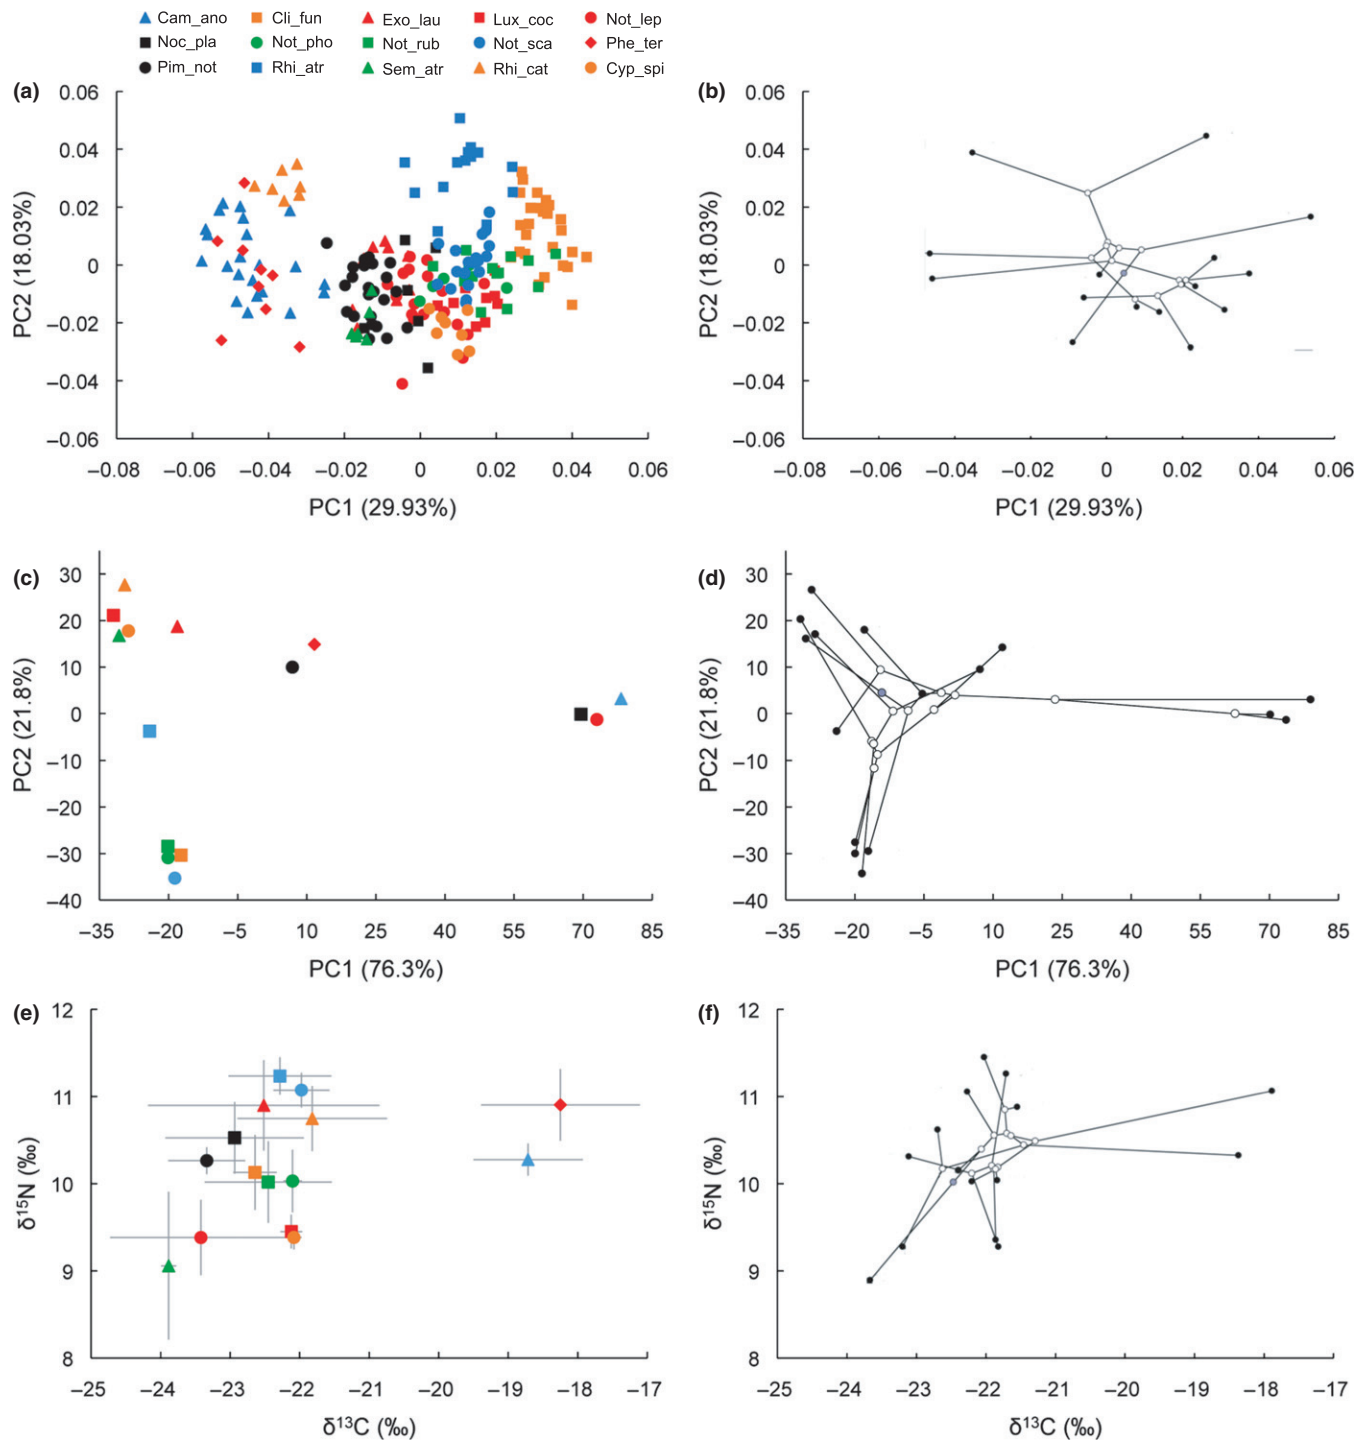 Cam_ano Cli_fun Exo_lau Lux_coc Not_lep
Noc_pla Not_pho Not_rub Not_sca Phe_ter
Pim_not Rhi_atr Sem_atr Rhi_cat Cyp_spi
(a)
0.06
0.04
0.02
0
–0.02
–0.04
–0.06
PC2 (18.03%)
–0.08 –0.06 –0.04 –0.02 0 0.02 0.04 0.06
PC1 (29.93%)
(b)
0.06
0.04
0.02
0
–0.02
–0.04
–0.06
PC2 (18.03%)
–0.08 –0.06 –0.04 –0.02 0 0.02 0.04 0.06
PC1 (29.93%)
(c)
30
20
10
0
–10
–20
–30
–40
PC2 (21.8%)
–35 –20 –5 10 25 40 55 70 85
PC1 (76.3%)
(d)
30
20
10
0
–10
–20
–30
–40
PC2 (21.8%)
–35 –20 –5 10 25 40 55 70 85
PC1 (76.3%)
(e)
12
11
10
9
8
δ15N (‰)
–25 –24 –23 –22 –21 –20 –19 –18 –17
δ13C (‰)
(f)
12
11
10
9
8
δ15N (‰)
–25 –24 –23 –22 –21 –20 –19 –18 –17
δ13C (‰)